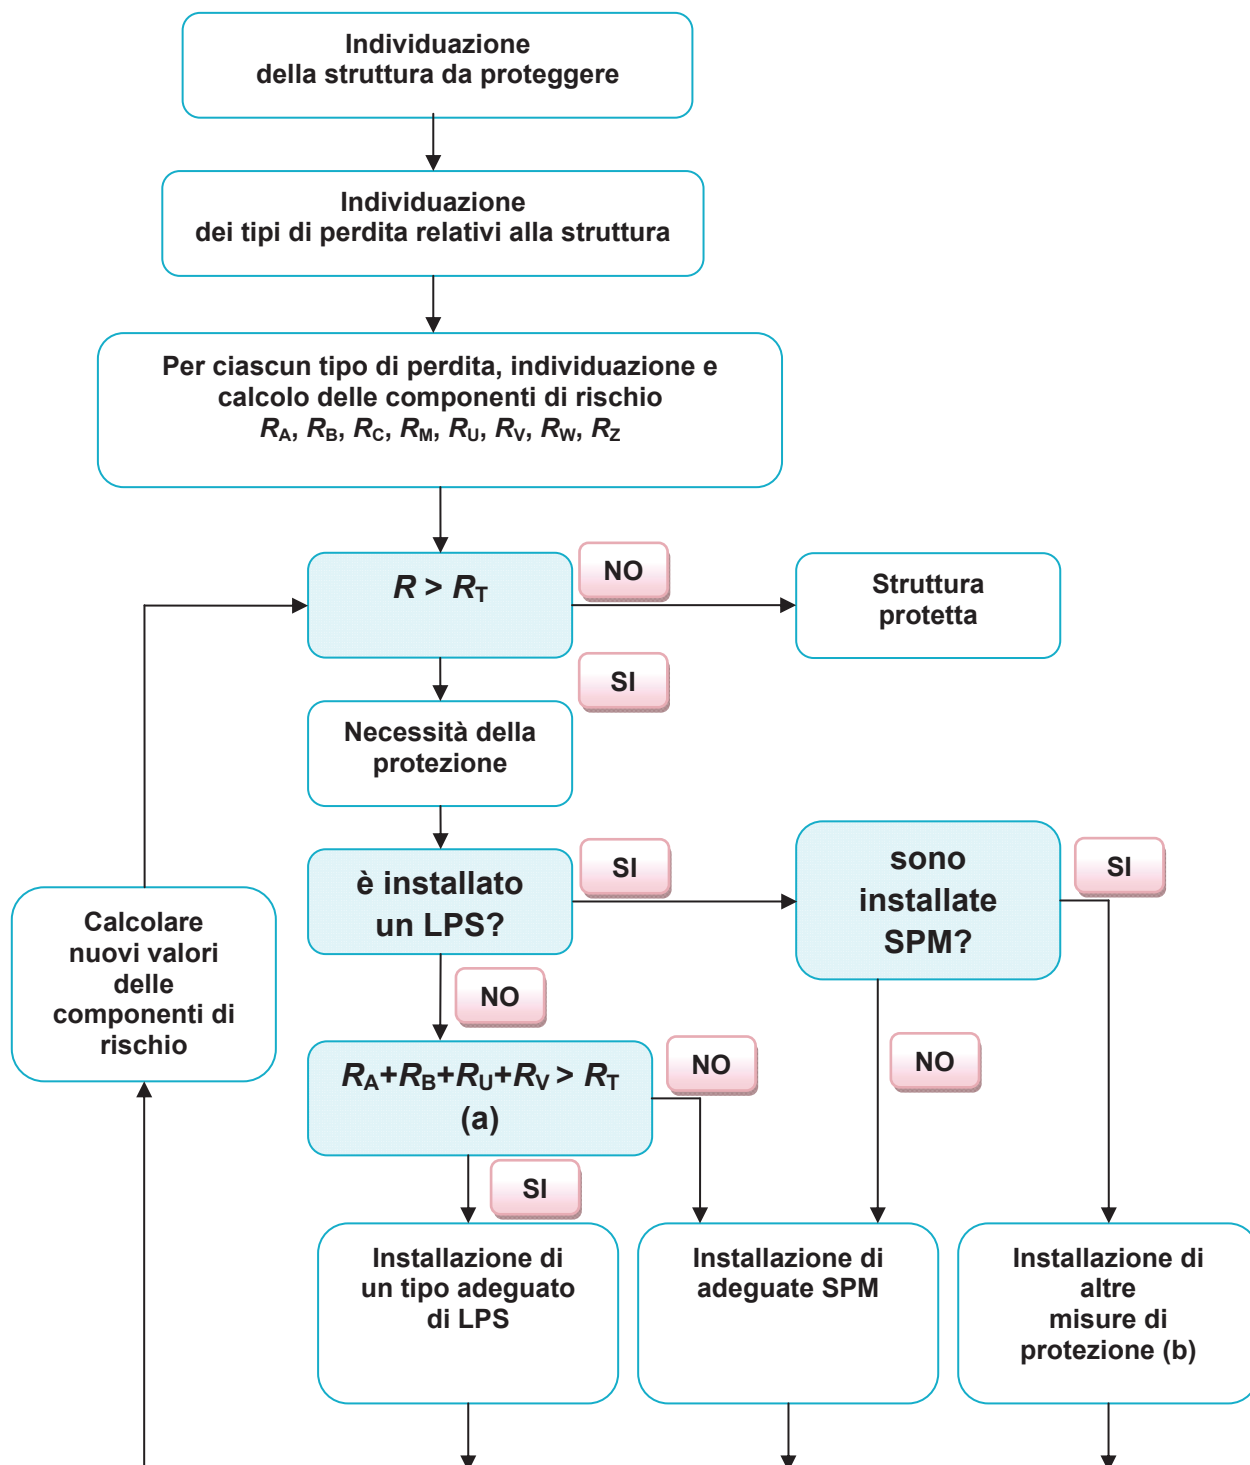 Individuazione
della struttura da proteggere
Individuazione
dei tipi di perdita relativi alla struttura
Per ciascun tipo di perdita, individuazione e
calcolo delle componenti di rischio
RA, RB, RC, RM, RU, RV, RW, RZ
R > RT
NO
Struttura
protetta
SI
Necessità della
protezione
è installato
un LPS?
SI
sono
installate
SPM?
SI
Calcolare
nuovi valori
delle
componenti di
rischio
NO
RA+RB+RU+RV > RT
(a)
NO
NO
SI
Installazione di
un tipo adeguato
di LPS
Installazione di
adeguate SPM
Installazione di
altre
misure di
protezione (b)